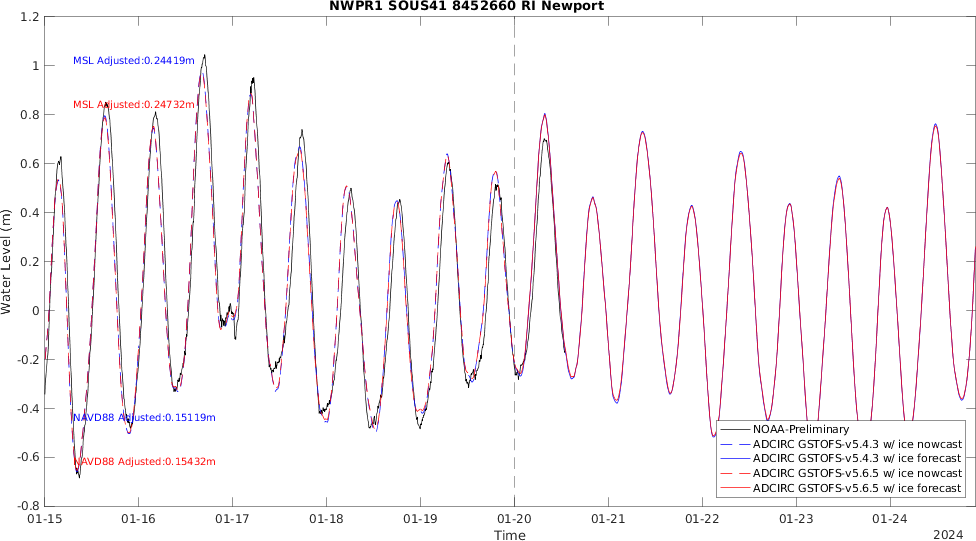 NWPR1 SOUS41 8452660 RI Newport
1.2
1
0.8
0.6
0.4
0.2
0
-0.2
-0.4
-0.6
-0.8
Water Level (m)
MSL Adjusted:0.24419m
MSL Adjusted:0.24732m
NAVD88 Adjusted:0.15119m
NAVD88 Adjusted:0.15432m
NOAA-Preliminary
ADCIRC GSTOFS-v5.4.3 w/ ice nowcast
ADCIRC GSTOFS-v5.4.3 w/ ice forecast
ADCIRC GSTOFS-v5.6.5 w/ ice nowcast
ADCIRC GSTOFS-v5.6.5 w/ ice forecast
01-15 01-16 01-17 01-18 01-19 01-20 01-21 01-22 01-23 01-24
Time
2024